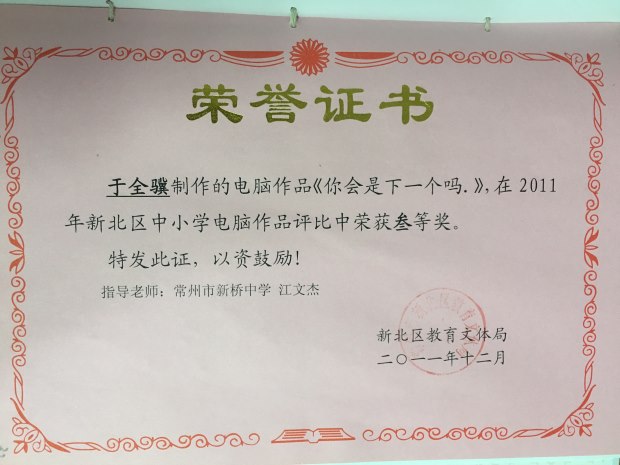 荣誉证书
于全骥制作的电脑作品《你会是下一个吗.》,在2011
年新北区中小学电脑作品评比中荣获叁等奖。
特发此证，以资鼓励!
指导老师：常州市新桥中学 江文杰
新北区教育文体局
二〇一一年十二月